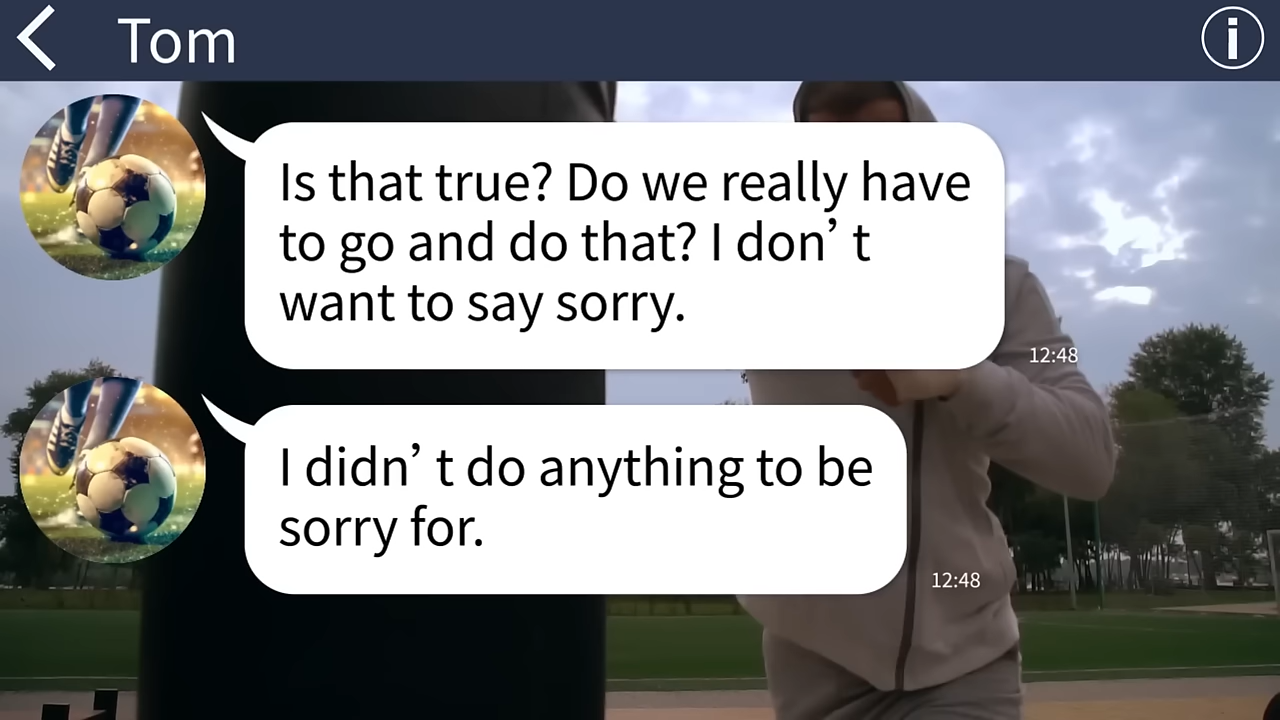 Tom
Is that true? Do we really have
to go and do that? I don’ t
want to say sorry.
12:48
I didn’ t do anything to be
sorry for.
12:48